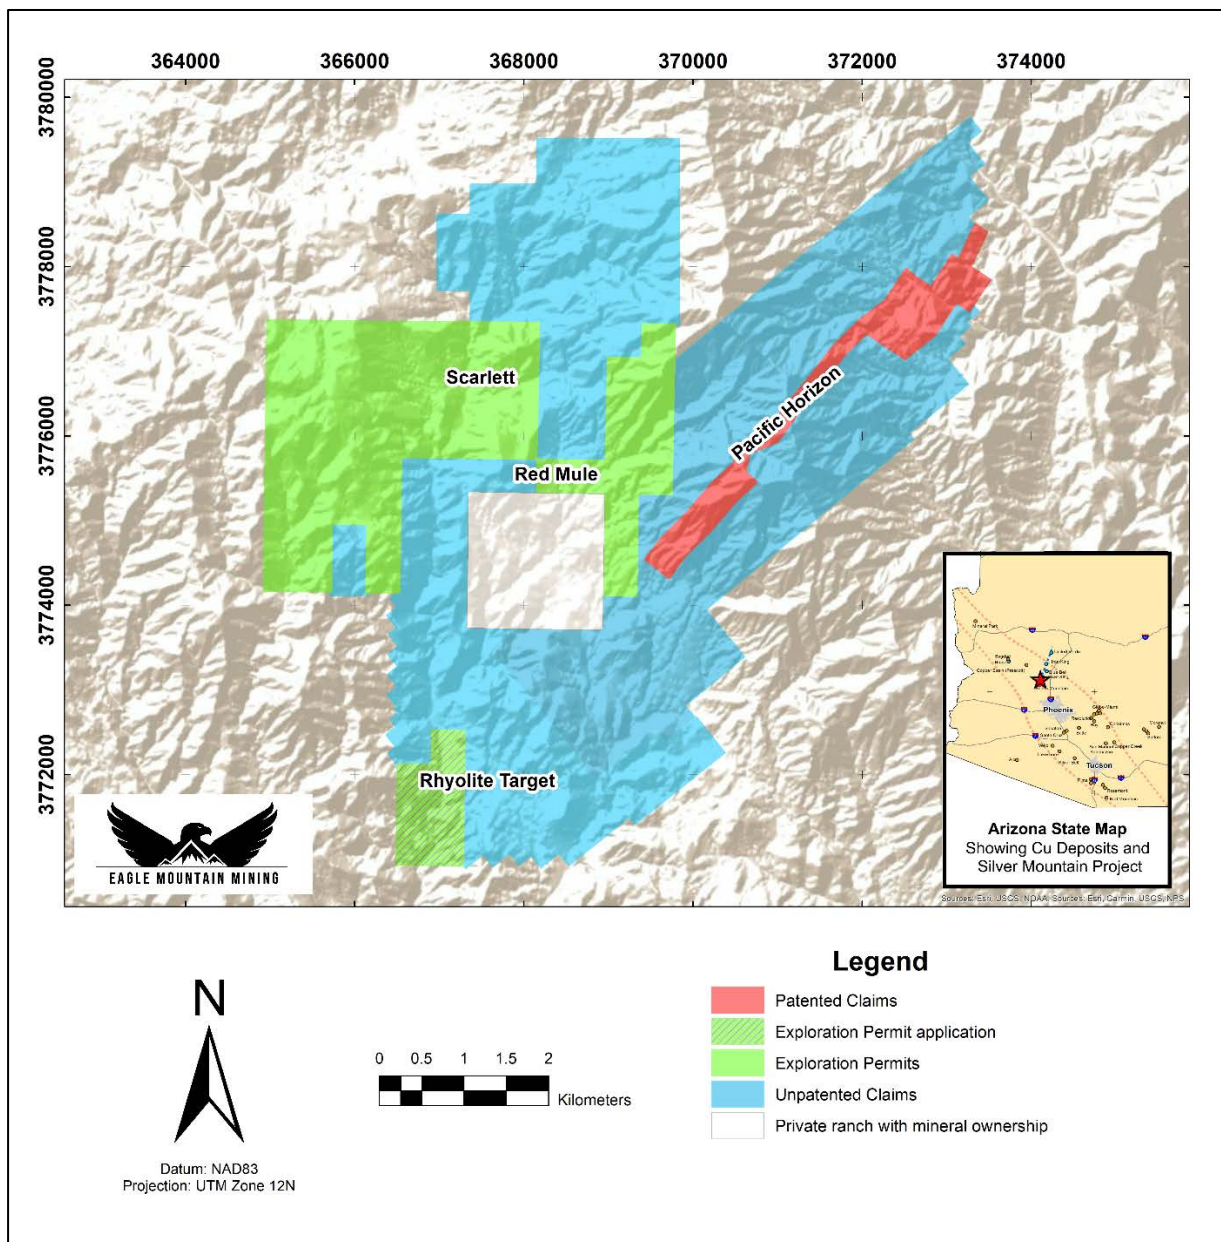 364000
366000
368000
370000
372000
374000
3780000
3778000
3776000
3774000
3772000
Scarlett
Pacific Horizon
Red Mule
Rhyolite Target
EAGLE MOUNTAIN MINING
Mineral Park
Phoenix
Tucson
Arizona State Map
Showing Cu Deposits and
Silver Mountain Project
Sources: Esri, USGS, NOAA, Sources: Esri, Garmin, USGS, NPS
N
Datum: NAD83
Projection: UTM Zone 12N
0 0.5 1 1.5 2
Kilometers
Legend
Patented Claims
Exploration Permit application
Exploration Permits
Unpatented Claims
Private ranch with mineral ownership